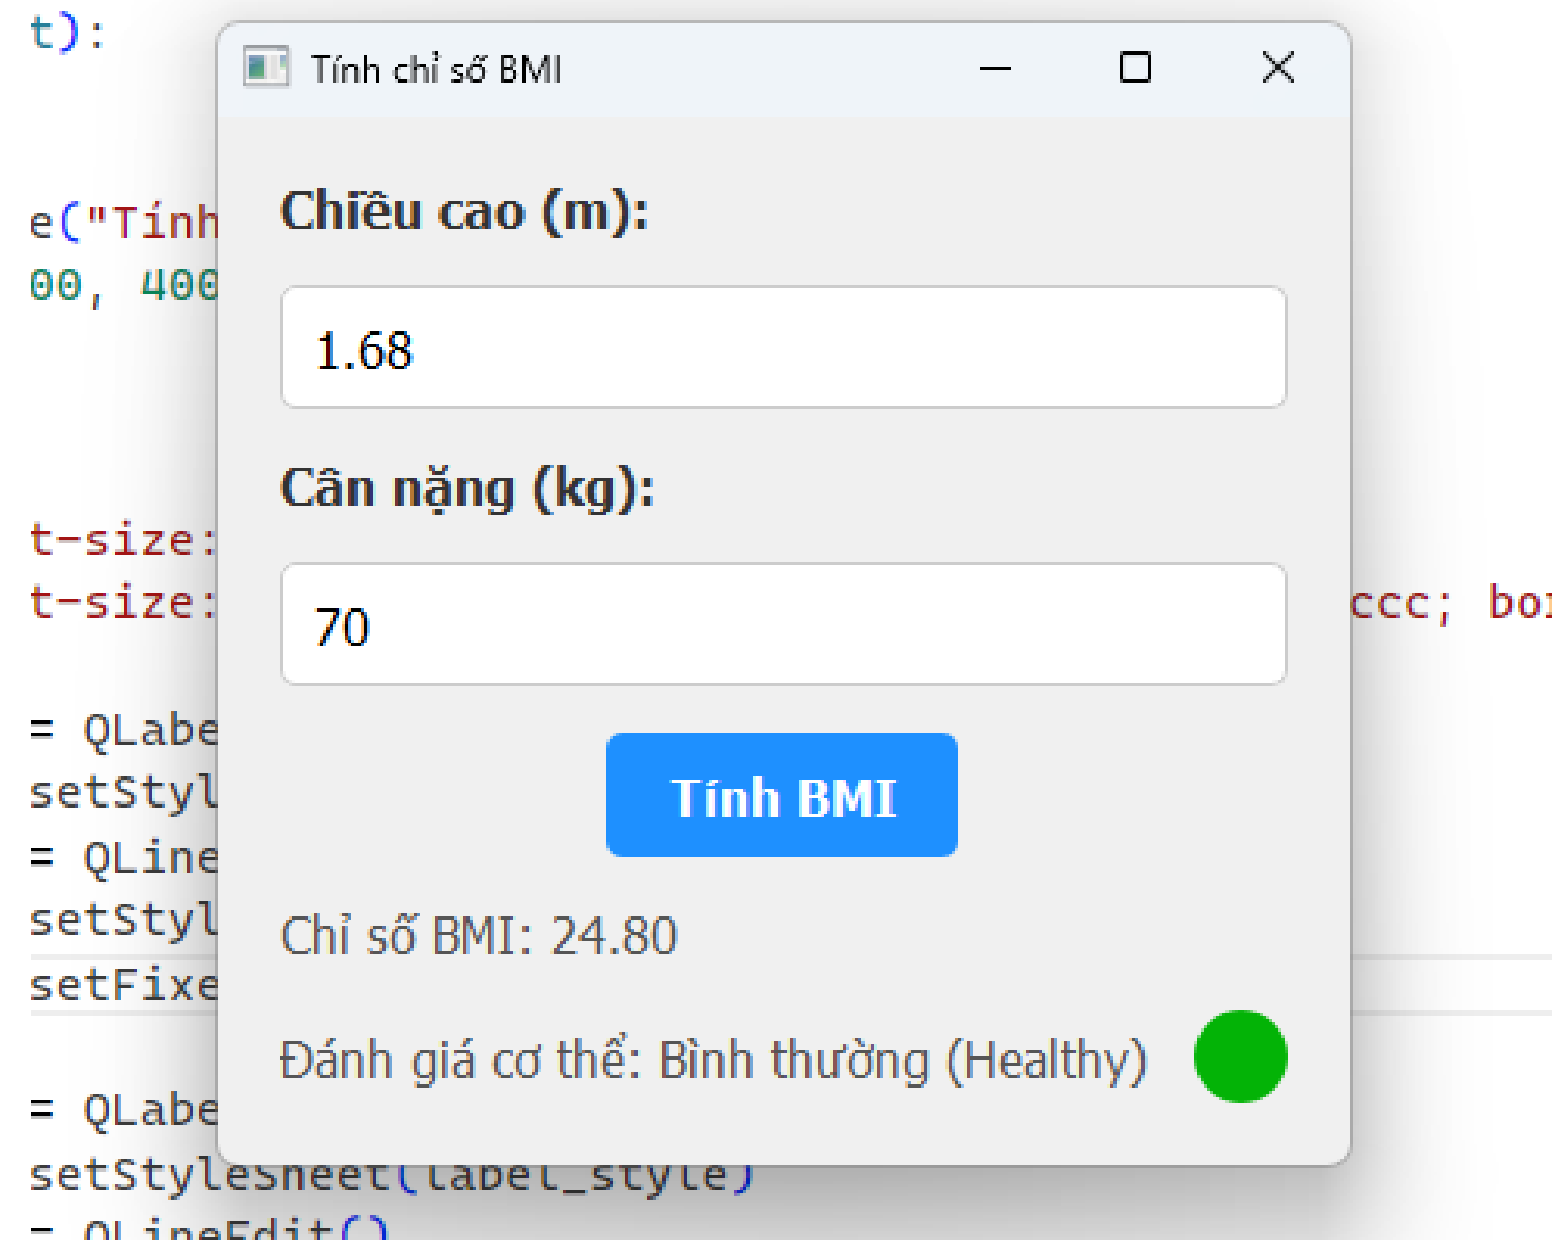 t):
Tính chỉ số BMI
e("Tính
00, 400
Chiều cao (m):
1.68
Cân nặng (kg):
t-size:
t-size:
ccc;
70
= QLabe
setStyl
= QLine
setStyl
setFixe
Tính BMI
Chỉ số BMI: 24.80
Đánh giá cơ thể: Bình thường (Healthy)
= QLabe
setStyleSheet(label_style)
= QLineEdit()